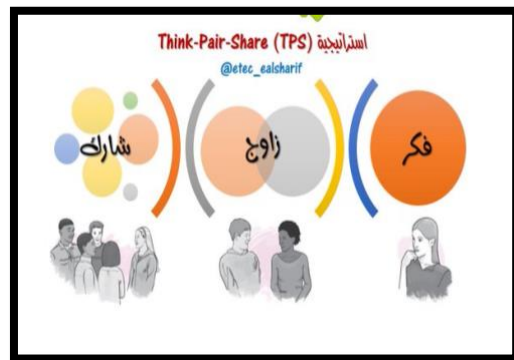 استراتيجية Think-Pair-Share (TPS)
@etec_ealsharif
فكر
زاوج
شارك